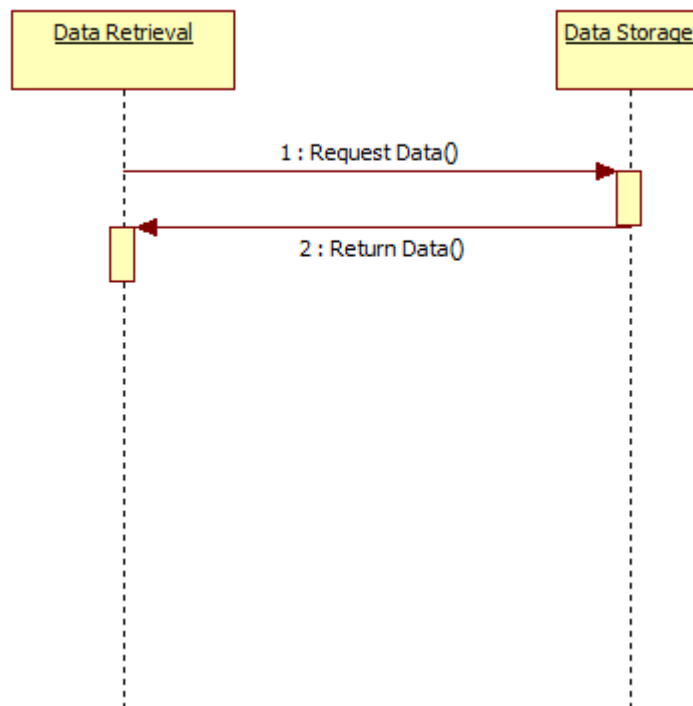 Data Retrieval
Data Storage
1 : Request Data()
2 : Return Data()